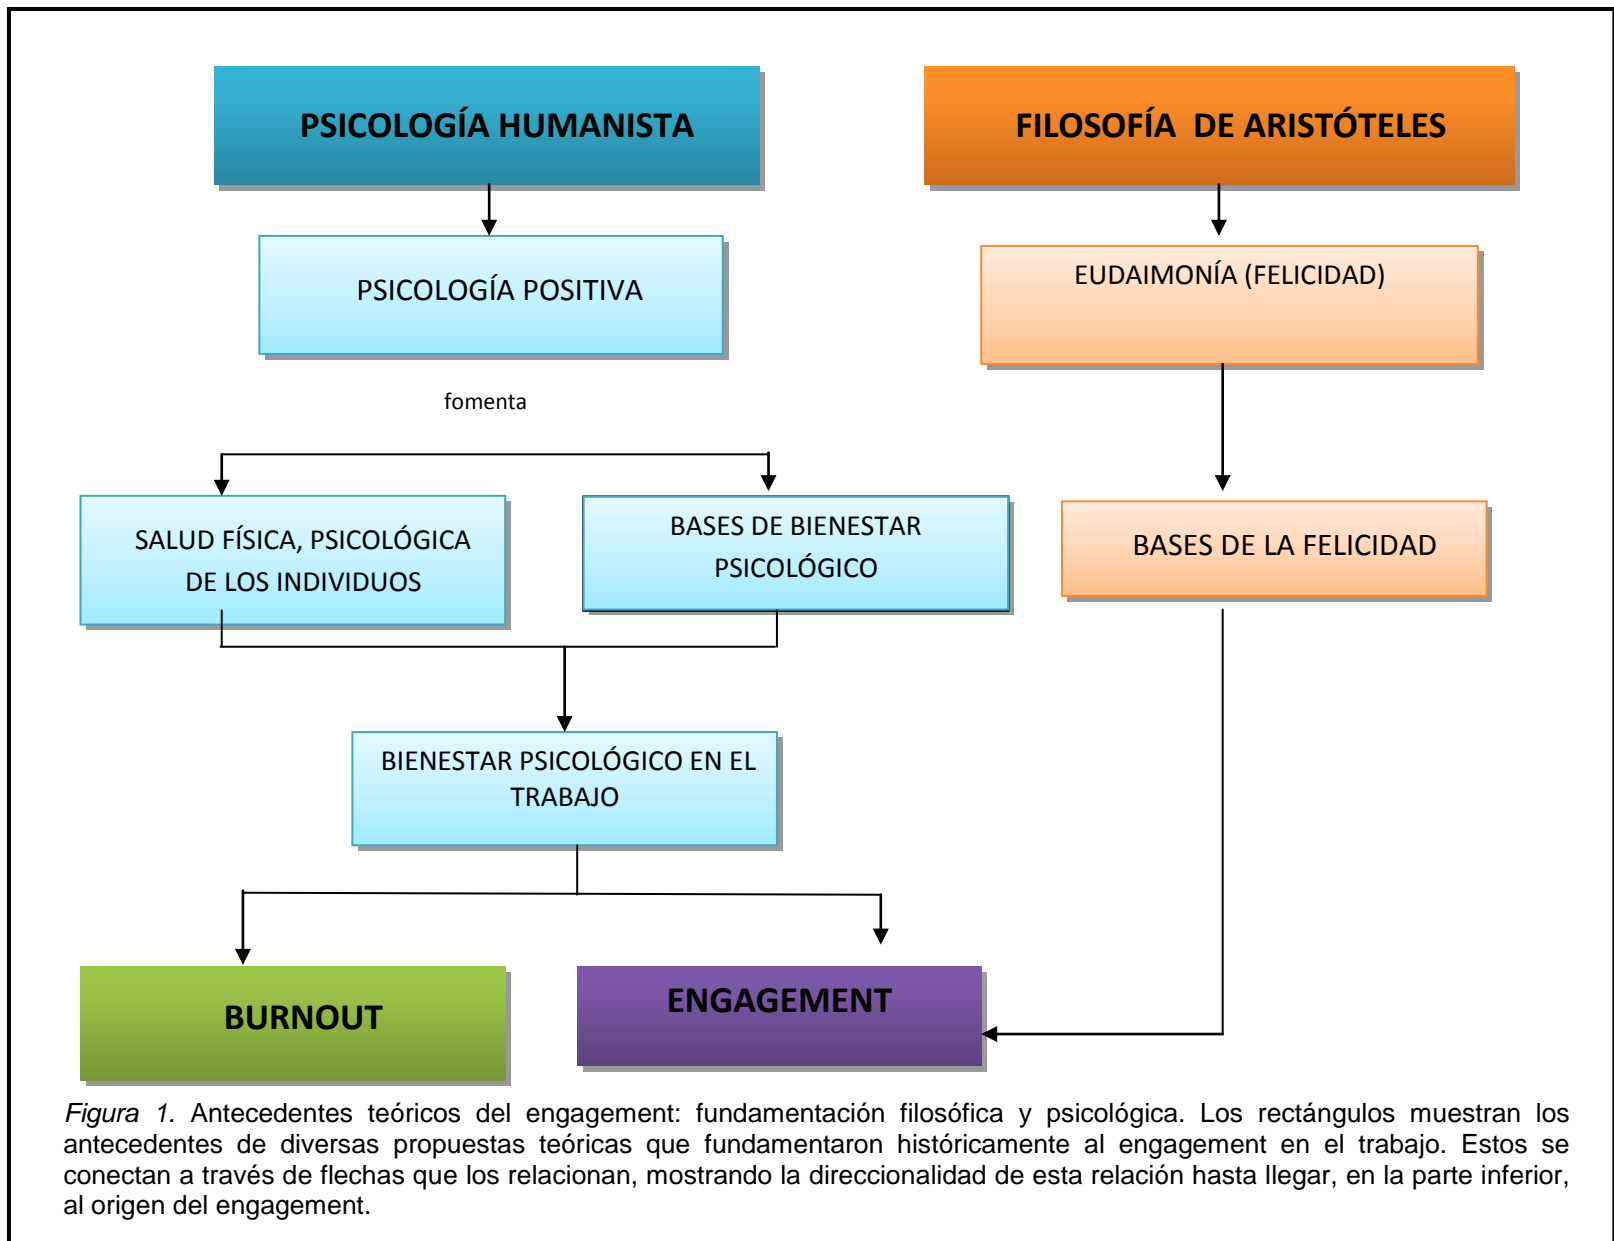 PSICOLOGÍA HUMANISTA
FILOSOFÍA DE ARISTÓTELES
PSICOLOGÍA POSITIVA
EUDAIMONÍA (FELICIDAD)
fomenta
SALUD FÍSICA, PSICOLÓGICA
DE LOS INDIVIDUOS
BASES DE BIENESTAR
PSICOLÓGICO
BASES DE LA FELICIDAD
BIENESTAR PSICOLÓGICO EN EL
TRABAJO
BURNOUT
ENGAGEMENT
Figura 1. Antecedentes teóricos del engagement: fundamentación filosófica y psicológica. Los rectángulos muestran los
antecedentes de diversas propuestas teóricas que fundamentaron históricamente al engagement en el trabajo. Estos se
conectan a través de flechas que los relacionan, mostrando la direccionalidad de esta relación hasta llegar, en la parte inferior,
al origen del engagement.